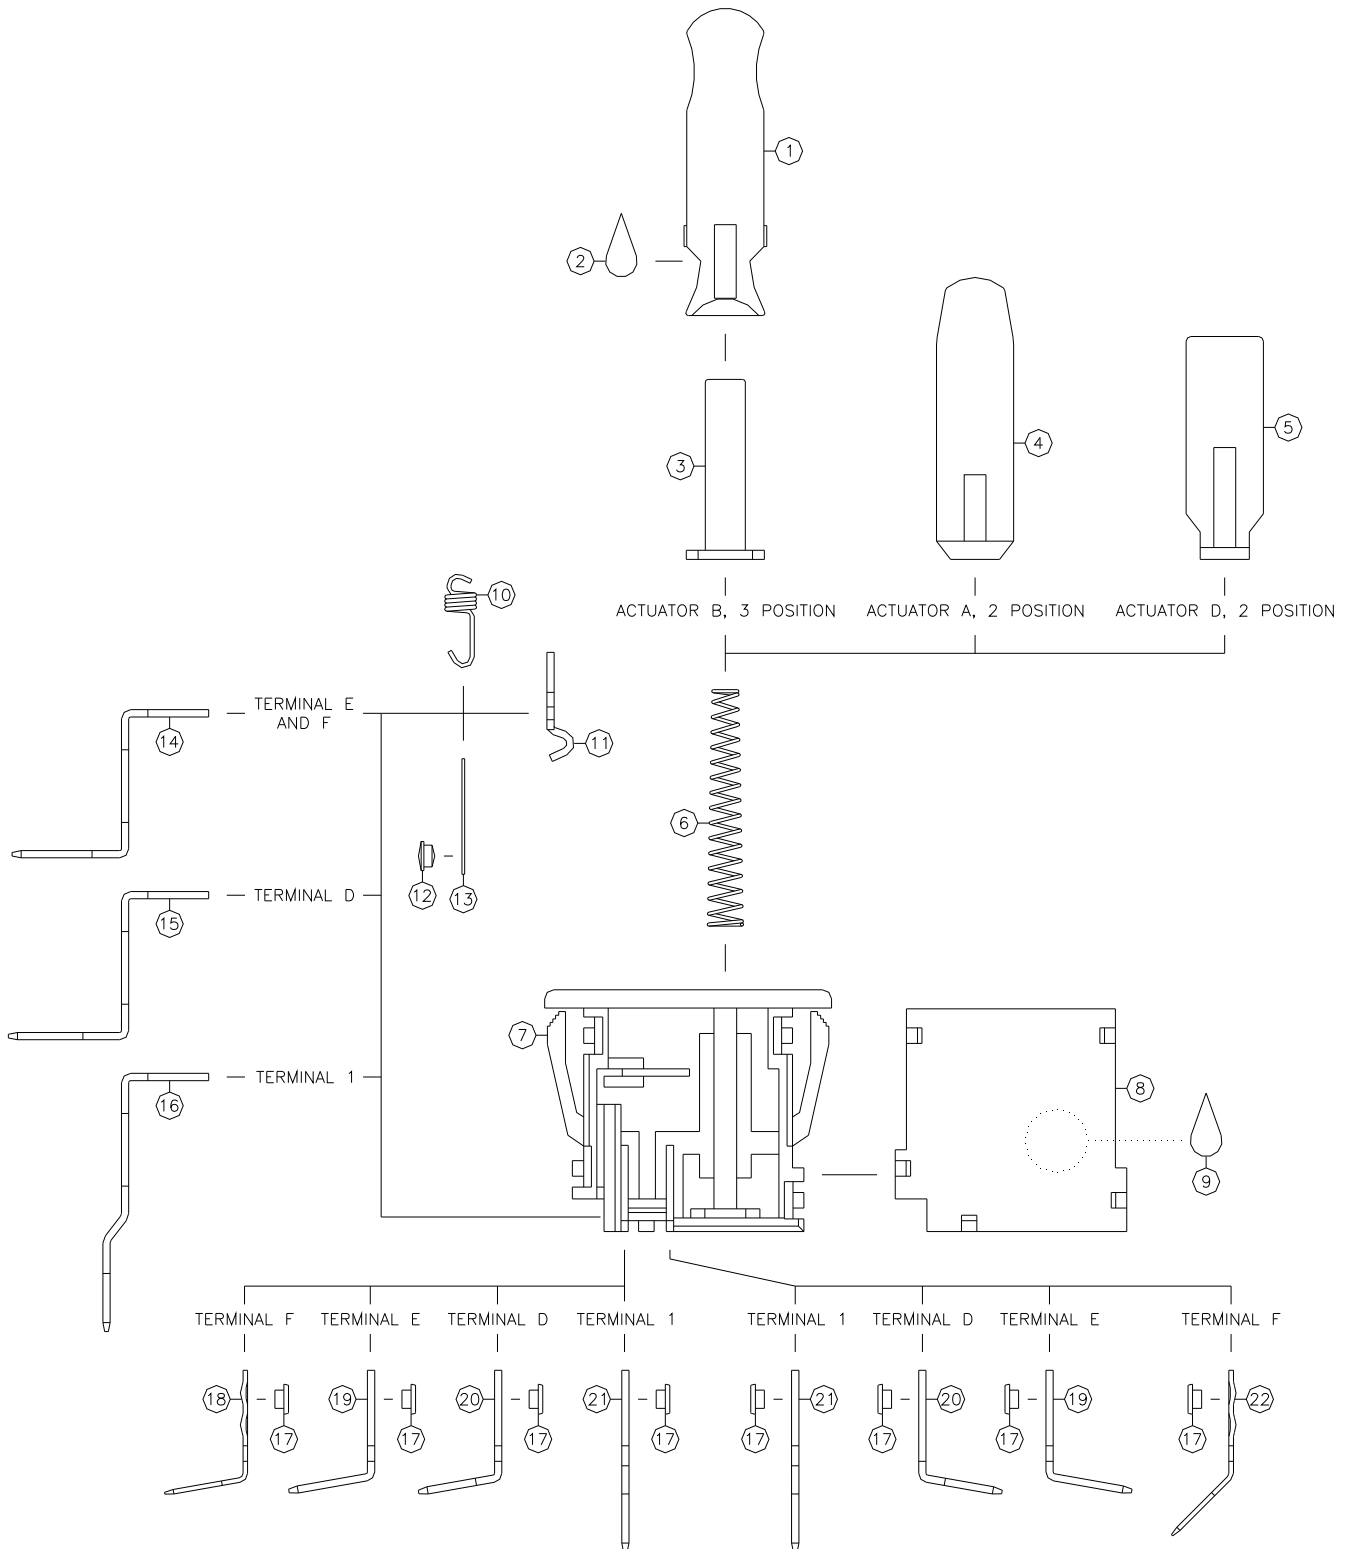 1
2
3
4
5
ACTUATOR B, 3 POSITION
ACTUATOR A, 2 POSITION
ACTUATOR D, 2 POSITION
10
TERMINAL E
AND F
14
11
6
12
13
TERMINAL D
15
7
TERMINAL 1
16
8
9
TERMINAL F
TERMINAL E
TERMINAL D
TERMINAL 1
TERMINAL 1
TERMINAL D
TERMINAL E
TERMINAL F
18
19
20
21
21
20
19
22
17
17
17
17
17
17
17
17